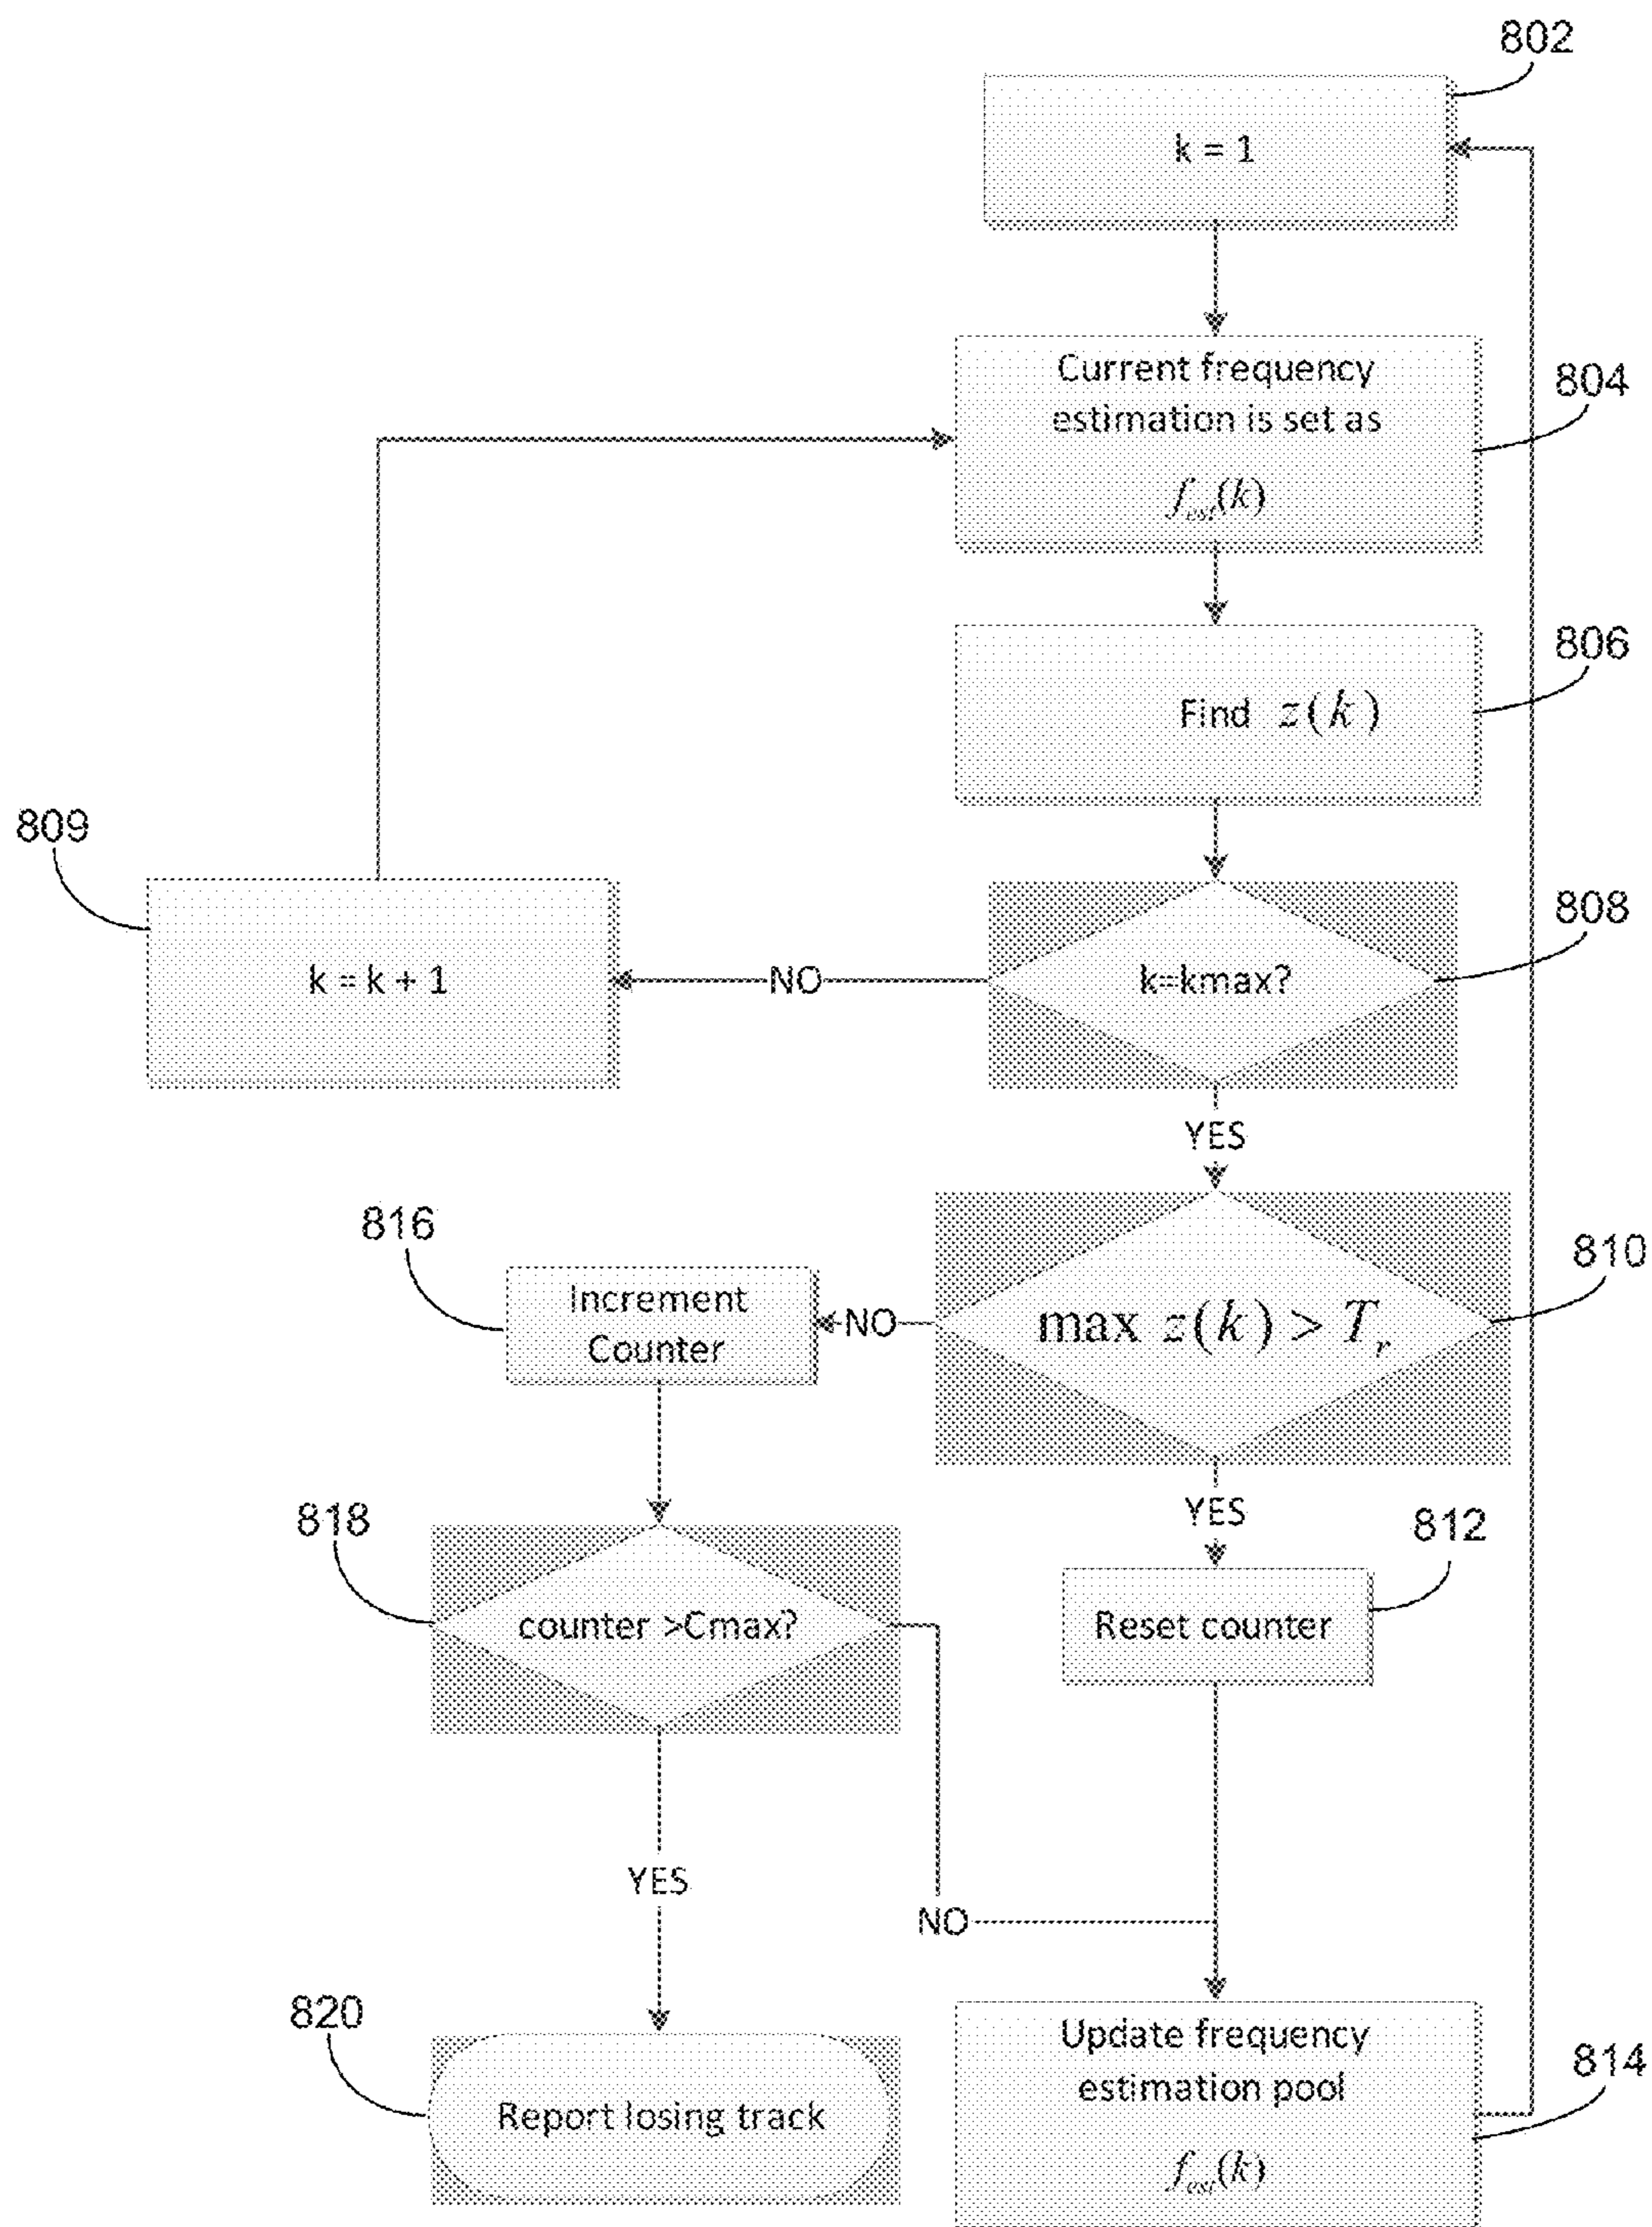 802
k = 1
Current frequency
estimation is set as
f_est(k)
804
806
Find z(k)
809
808
k = k + 1
NO
k=kmax?
YES
816
810
Increment
Counter
NO
max z(k) > T_r
YES
818
812
counter >Cmax?
Reset counter
YES
NO
820
Update frequency
estimation pool
f_est(k)
814
Report losing track